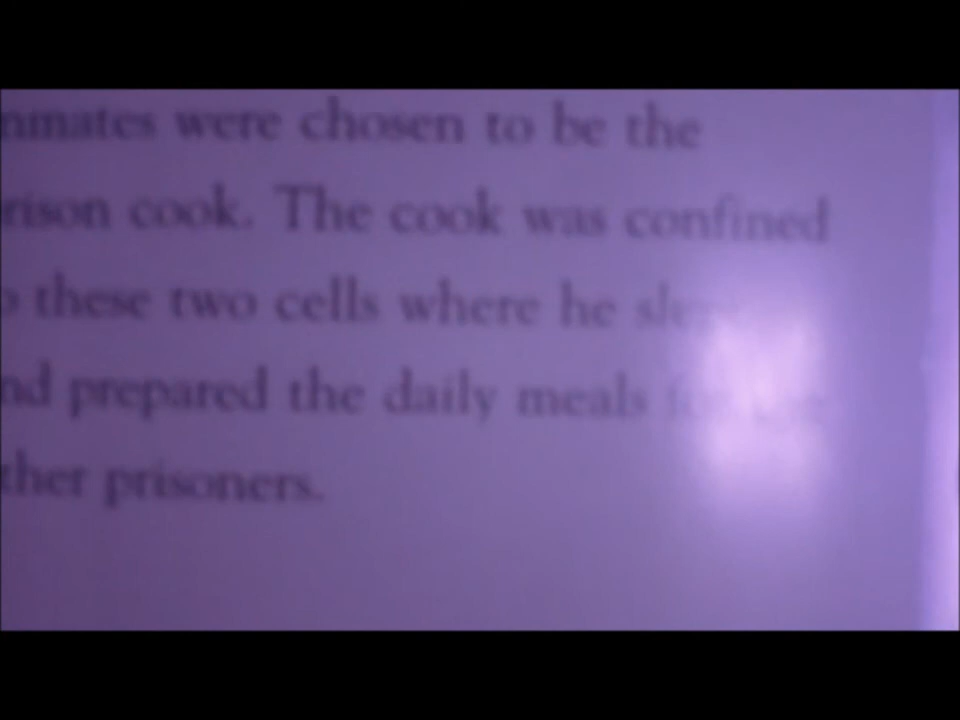 nmates were chosen to be the
rison cook. The cook was confined
o these two cells where he
nd prepared the daily meals
ther prisoners.